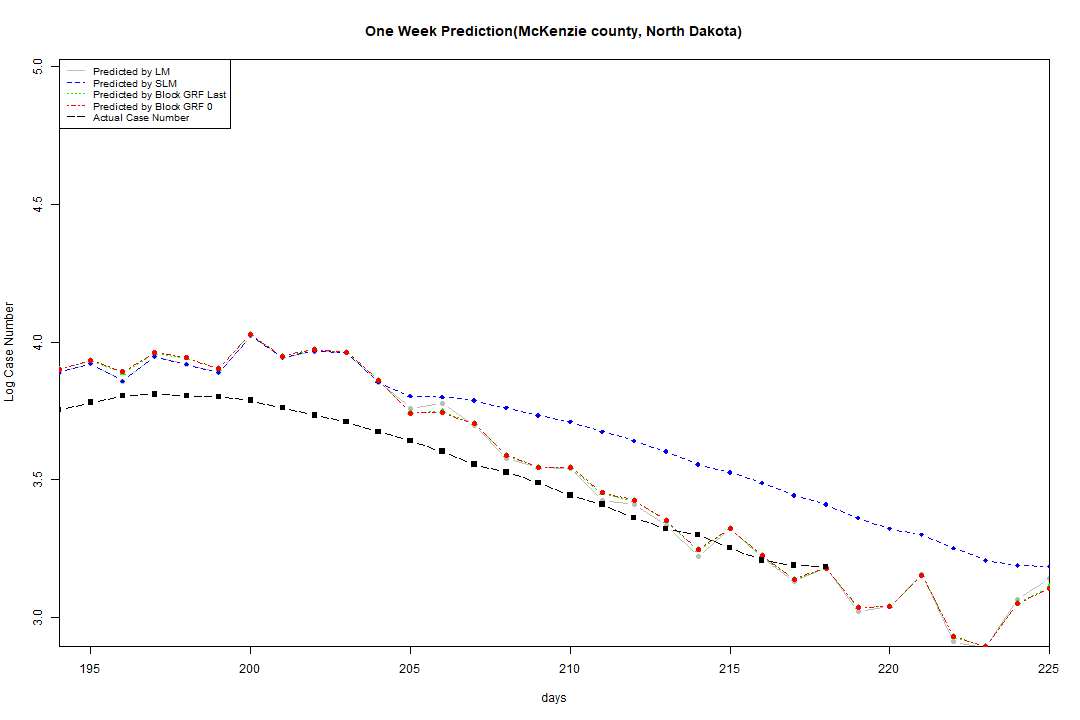 One Week Prediction(McKenzie county, North Dakota)
Predicted by LM
Predicted by SLM
Predicted by Block GRF Last
Predicted by Block GRF 0
Actual Case Number
5.0
4.5
4.0
3.5
3.0
Log Case Number
195 200 205 210 215 220 225
days